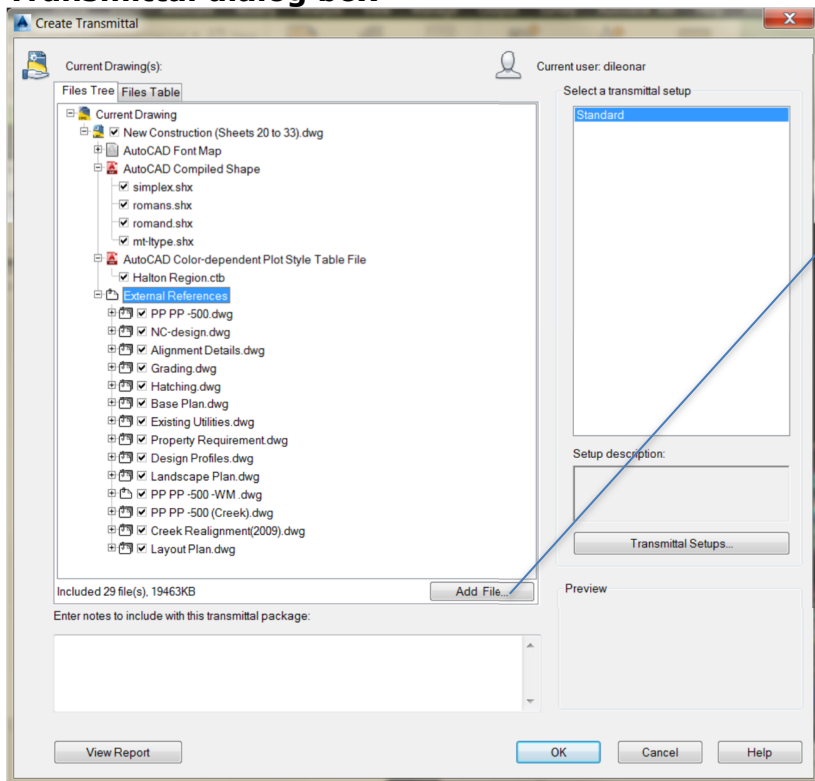 Transmittal dialog box
Create Transmittal
Current Drawing(s):
Current user: dileonar
Files Tree
Files Table
Select a transmittal setup
Current Drawing
New Construction (Sheets 20 to 33).dwg
AutoCAD Font Map
AutoCAD Compiled Shape
simplex.shx
romans.shx
romand.shx
mt-ltype.shx
AutoCAD Color-dependent Plot Style Table File
Halton Region.ctb
External References
PP PP -500.dwg
NC-design.dwg
Alignment Details.dwg
Grading.dwg
Hatching.dwg
Base Plan.dwg
Existing Utilities.dwg
Property Requirement.dwg
Design Profiles.dwg
Landscape Plan.dwg
PP PP -500 -WM .dwg
PP PP -500 (Creek).dwg
Creek Realignment(2009).dwg
Layout Plan.dwg
Standard
Setup description:
Transmittal Setups...
Included 29 file(s), 19463KB
Add File...
Preview
Enter notes to include with this transmittal package:
View Report
OK
Cancel
Help